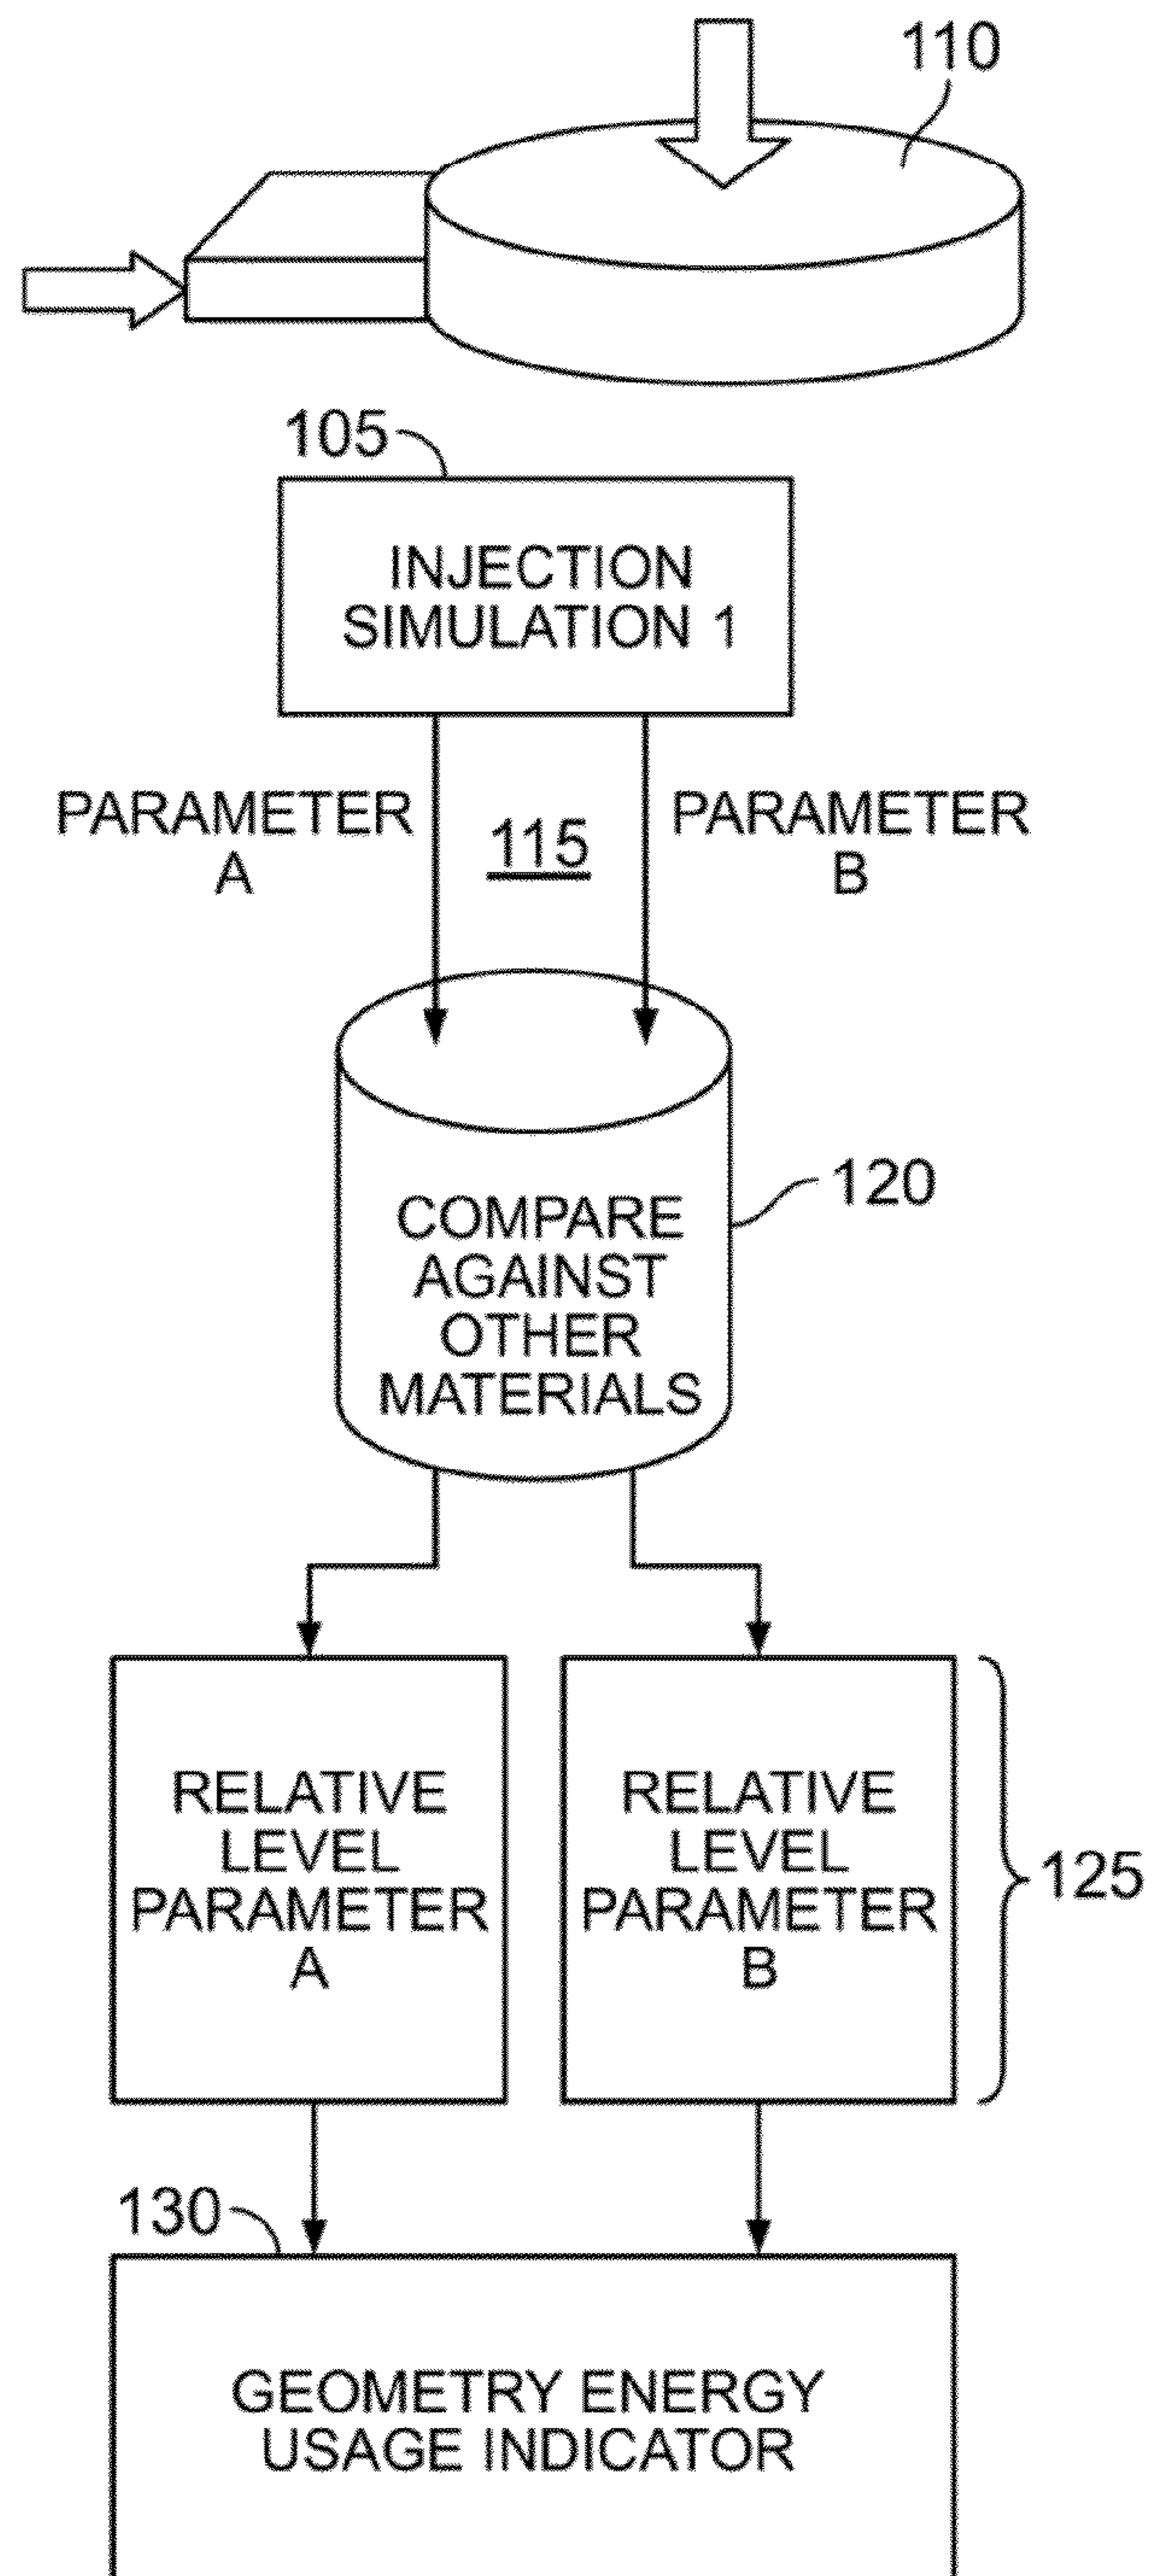 110
105
INJECTION
SIMULATION 1
PARAMETER
A
115
PARAMETER
B
120
COMPARE
AGAINST
OTHER
MATERIALS
RELATIVE
LEVEL
PARAMETER
A
RELATIVE
LEVEL
PARAMETER
B
125
130
GEOMETRY ENERGY
USAGE INDICATOR